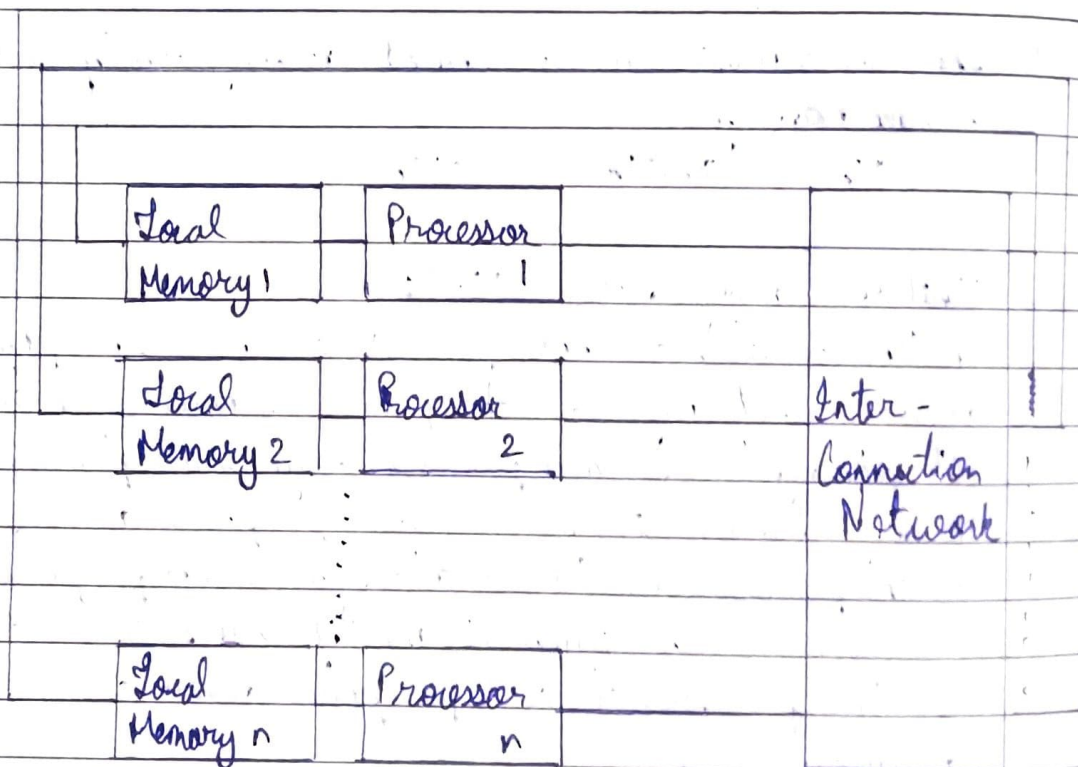 Local
Memory 1
Processor
1
Local
Memory 2
Processor
2
Inter-
Connection
Network
Local
Memory n
Processor
n